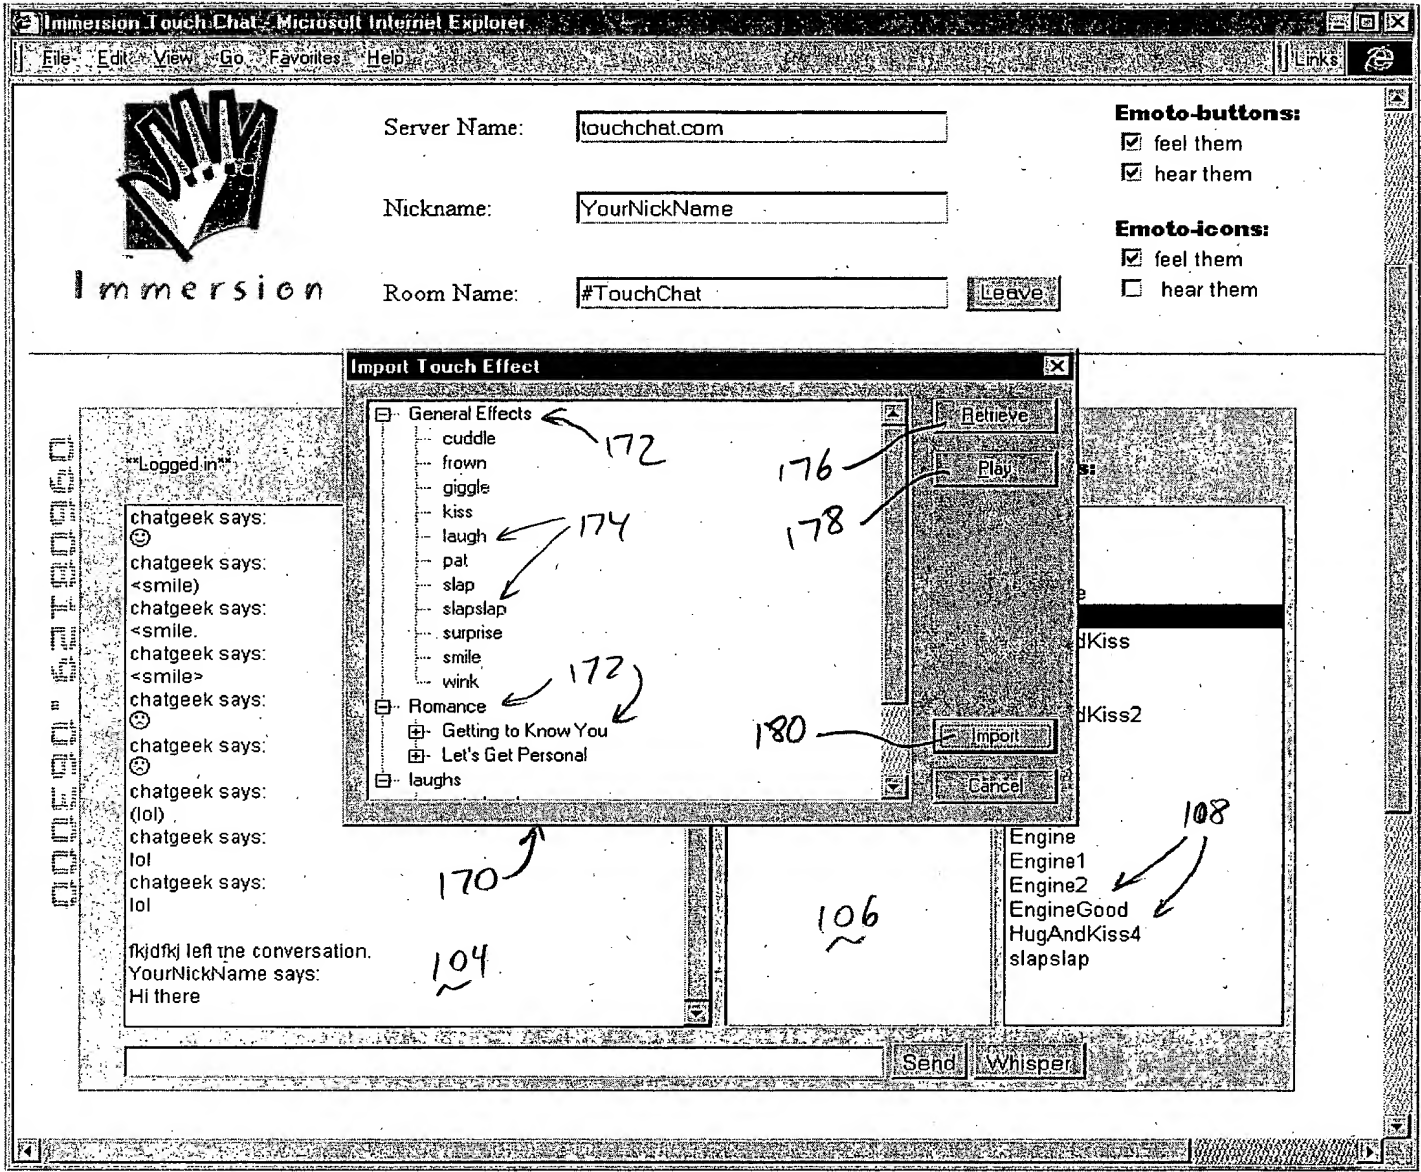 Immersion Touch Chat - Microsoft Internet Explorer
File Edit View Go Favorites Help Links
Server Name: touchchat.com
Nickname: YourNickName
Room Name: #TouchChat Leave
Immersion
Emoto-buttons:
feel them
hear them
Emoto-icons:
feel them
hear them
Import Touch Effect
General Effects
cuddle
frown
giggle
kiss
laugh
pat
slap
slapslap
surprise
smile
wink
Romance
Getting to Know You
Let's Get Personal
laughs
Retrieve
Play
Import
Cancel
172
174
176
178
172
180
170
**Logged in**
chatgeek says:
chatgeek says:
<smile)
chatgeek says:
<smile.
chatgeek says:
<smile>
chatgeek says:
chatgeek says:
chatgeek says:
(lol)
chatgeek says:
lol
chatgeek says:
lol
fkjdfkj left the conversation.
YourNickName says:
Hi there
104
106
s:
e
dKiss
dKiss2
108
Engine
Engine1
Engine2
EngineGood
HugAndKiss4
slapslap
Send Whisper